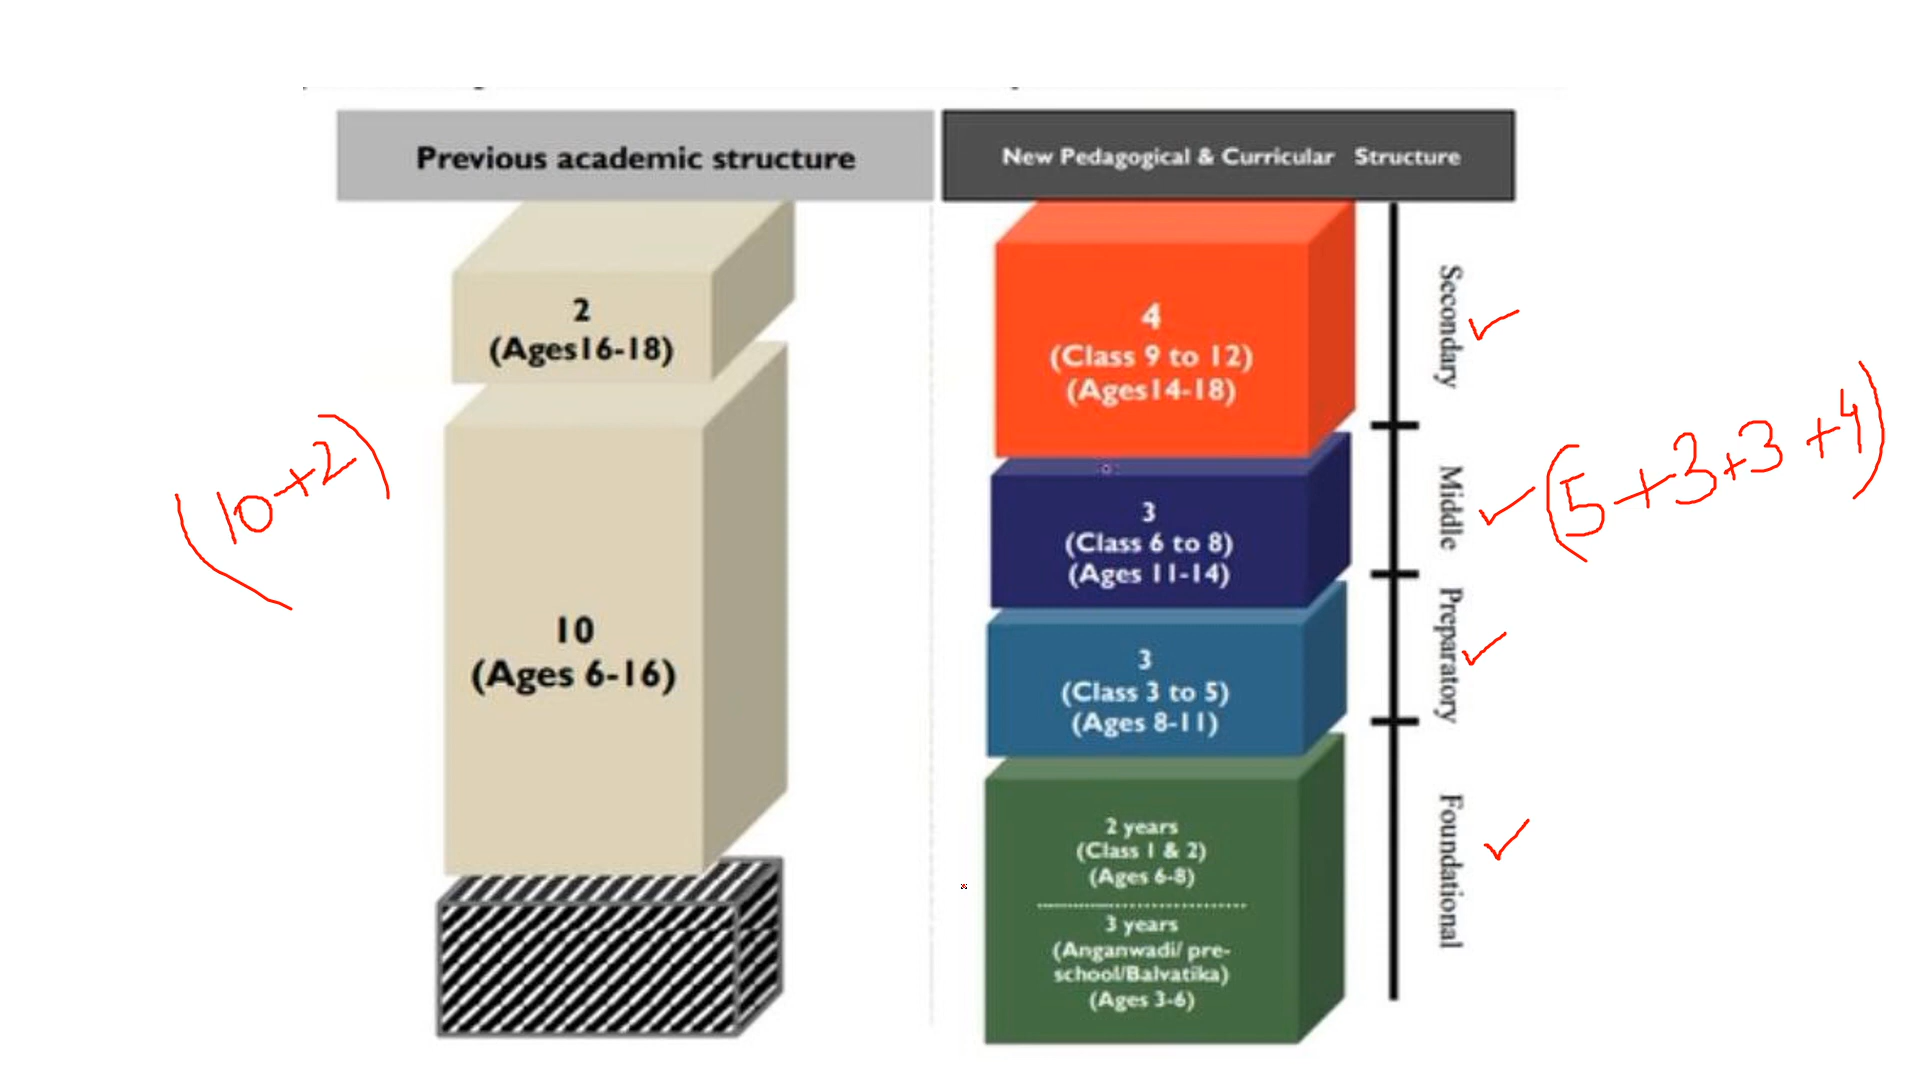 Previous academic structure
New Pedagogical & Curricular Structure
2
(Ages16-18)
(10+2)
10
(Ages 6-16)
4
(Class 9 to 12)
(Ages14-18)
Secondary
3
(Class 6 to 8)
(Ages 11-14)
Middle
(5+3+3+4)
3
(Class 3 to 5)
(Ages 8-11)
Preparatory
2 years
(Class 1 & 2)
(Ages 6-8)
3 years
(Anganwadi/ pre-
school/Balvatika)
(Ages 3-6)
Foundational